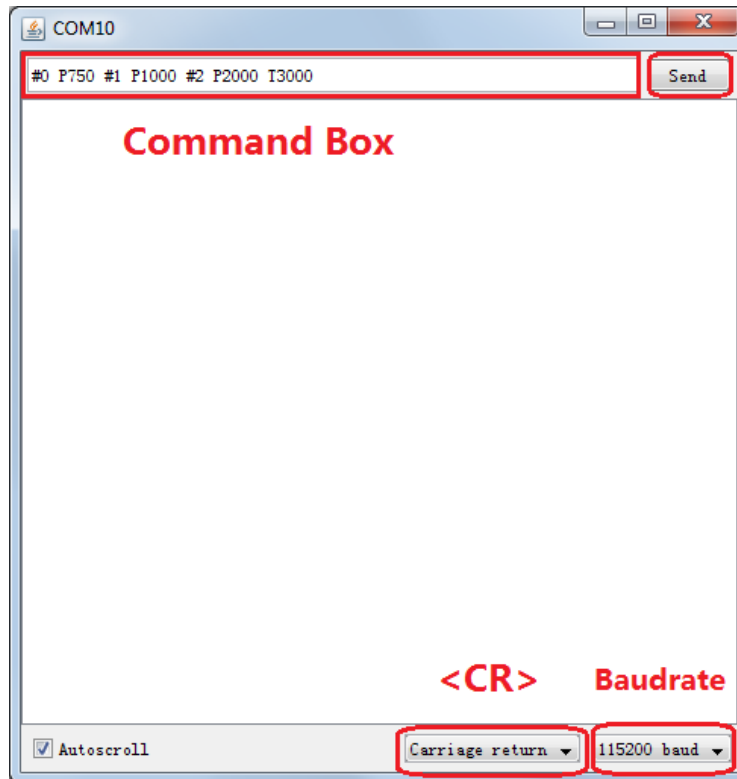 COM10
#0 P750 #1 P1000 #2 P2000 T3000
Send
Command Box
<CR> Baudrate
Autoscroll Carriage return 115200 baud